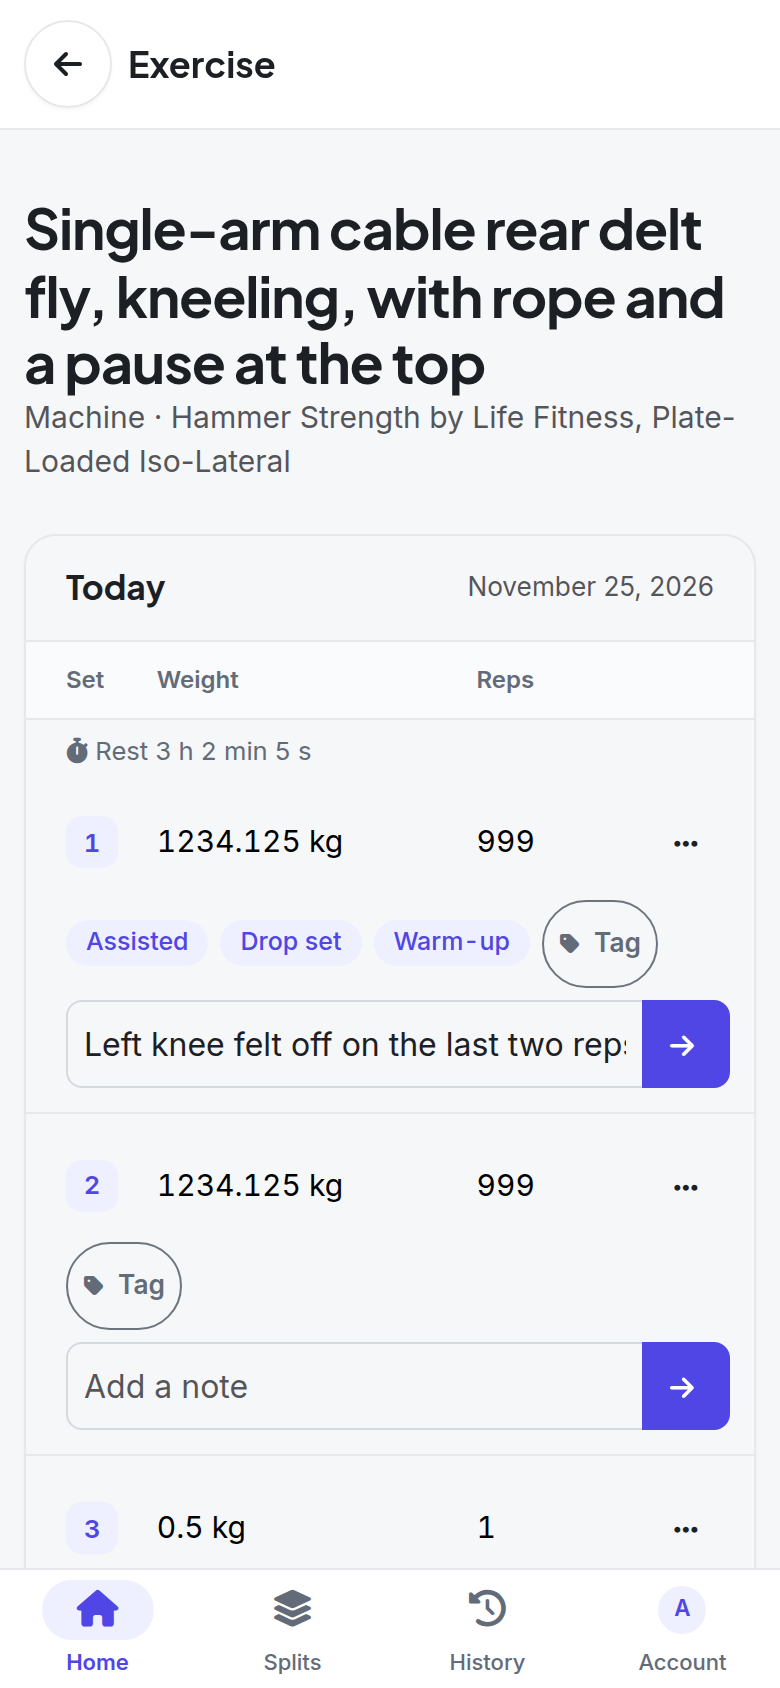 Exercise
Single-arm cable rear delt
fly, kneeling, with rope and
a pause at the top
Machine · Hammer Strength by Life Fitness, Plate-
Loaded Iso-Lateral
Today November 25, 2026
Set Weight Reps
Rest 3 h 2 min 5 s
1 1234.125 kg 999
Assisted Drop set Warm-up Tag
Left knee felt off on the last two reps
2 1234.125 kg 999
Tag
Add a note
3 0.5 kg 1
A
Home Splits History Account